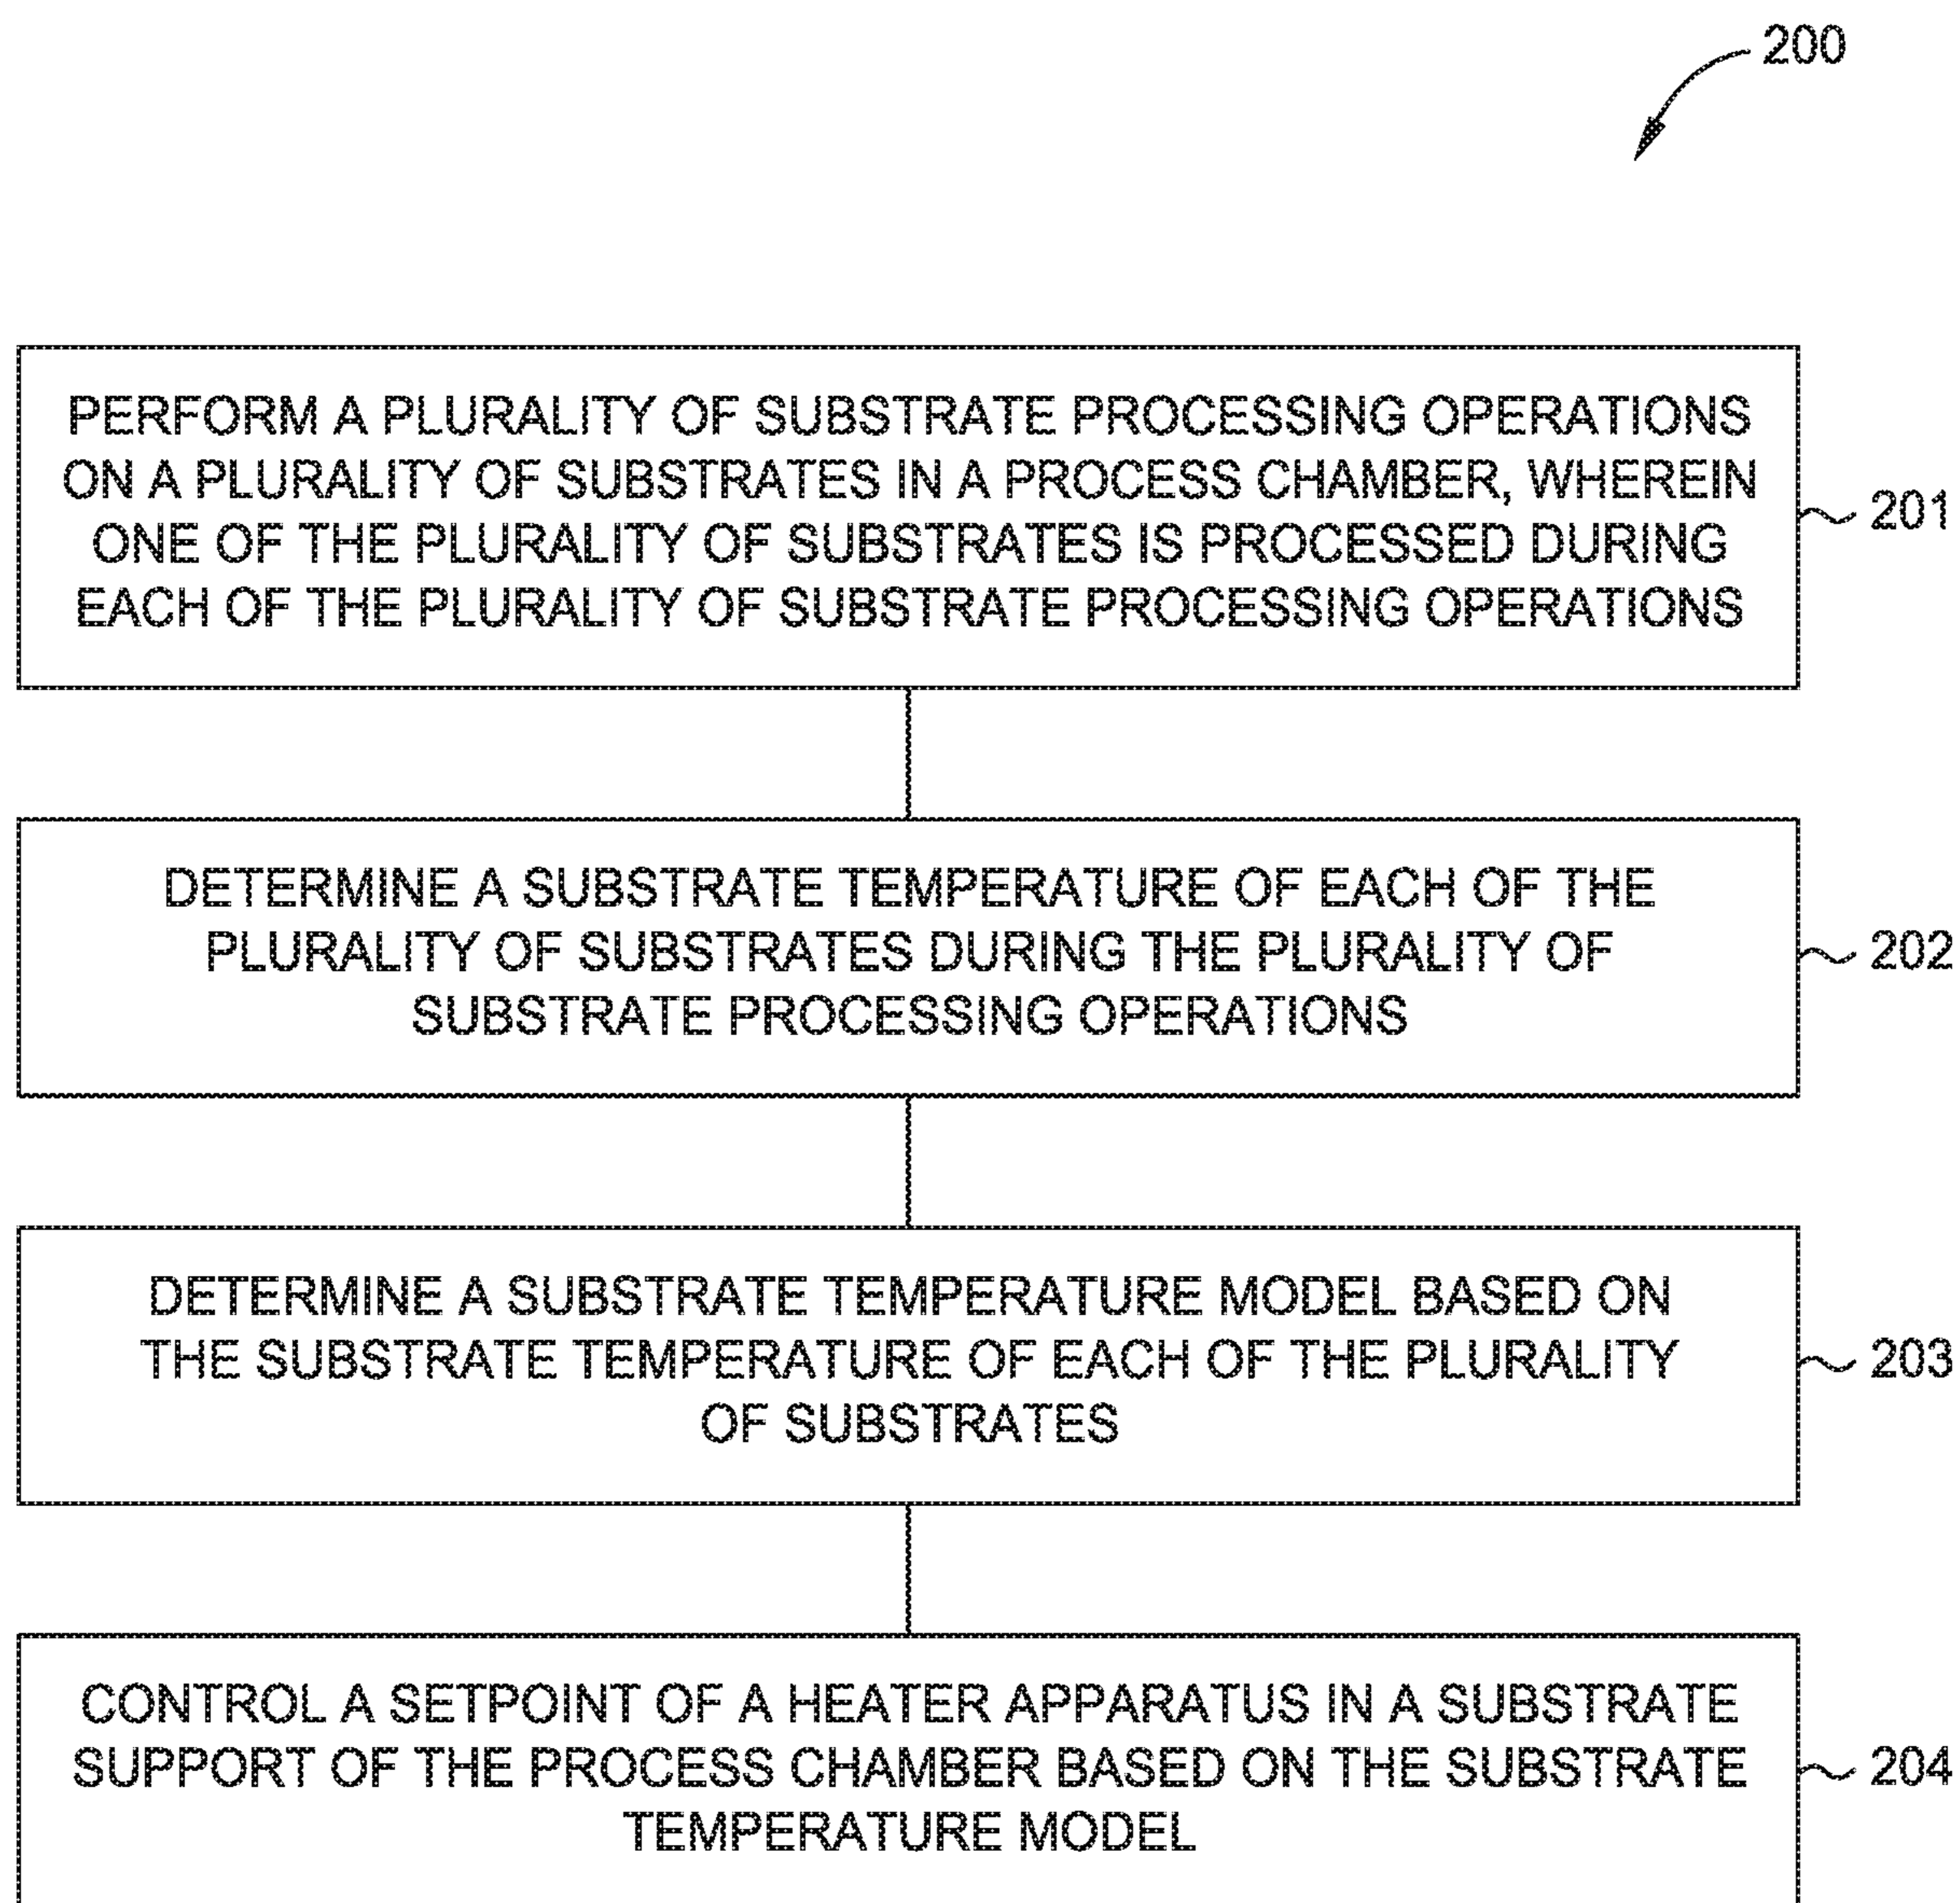 200
PERFORM A PLURALITY OF SUBSTRATE PROCESSING OPERATIONS
ON A PLURALITY OF SUBSTRATES IN A PROCESS CHAMBER, WHEREIN
ONE OF THE PLURALITY OF SUBSTRATES IS PROCESSED DURING
EACH OF THE PLURALITY OF SUBSTRATE PROCESSING OPERATIONS
201
DETERMINE A SUBSTRATE TEMPERATURE OF EACH OF THE
PLURALITY OF SUBSTRATES DURING THE PLURALITY OF
SUBSTRATE PROCESSING OPERATIONS
202
DETERMINE A SUBSTRATE TEMPERATURE MODEL BASED ON
THE SUBSTRATE TEMPERATURE OF EACH OF THE PLURALITY
OF SUBSTRATES
203
CONTROL A SETPOINT OF A HEATER APPARATUS IN A SUBSTRATE
SUPPORT OF THE PROCESS CHAMBER BASED ON THE SUBSTRATE
TEMPERATURE MODEL
204